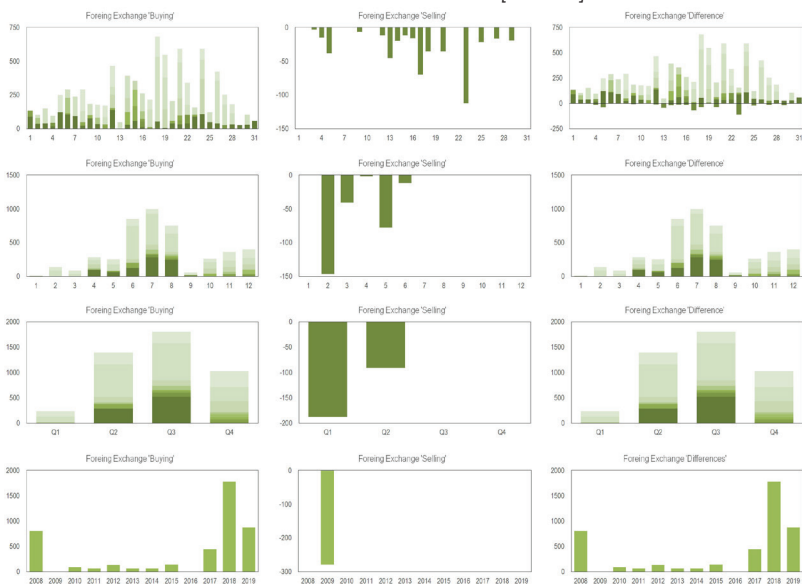 Foreing Exchange 'Buying'
Foreing Exchange 'Selling'
Foreing Exchange 'Difference'
750
500
250
0
1 4 7 10 13 16 19 22 25 28 31
0
-50
-100
-150
1 4 7 10 13 16 19 22 25 28 31
750
500
250
0
-250
1 4 7 10 13 16 19 22 25 28 31
Foreing Exchange 'Buying'
Foreing Exchange 'Selling'
Foreing Exchange 'Difference'
1500
1000
500
0
1 2 3 4 5 6 7 8 9 10 11 12
0
-50
-100
-150
1 2 3 4 5 6 7 8 9 10 11 12
1500
1000
500
0
1 2 3 4 5 6 7 8 9 10 11 12
Foreing Exchange 'Buying'
Foreing Exchange 'Selling'
Foreing Exchange 'Difference'
2000
1500
1000
500
0
Q1 Q2 Q3 Q4
0
-50
-100
-150
-200
Q1 Q2 Q3 Q4
2000
1500
1000
500
0
Q1 Q2 Q3 Q4
Foreing Exchange 'Buying'
Foreing Exchange 'Selling'
Foreing Exchange 'Differences'
2000
1500
1000
500
0
2008 2009 2010 2011 2012 2013 2014 2015 2016 2017 2018 2019
0
-100
-200
-300
2008 2009 2010 2011 2012 2013 2014 2015 2016 2017 2018 2019
2000
1500
1000
500
0
2008 2009 2010 2011 2012 2013 2014 2015 2016 2017 2018 2019